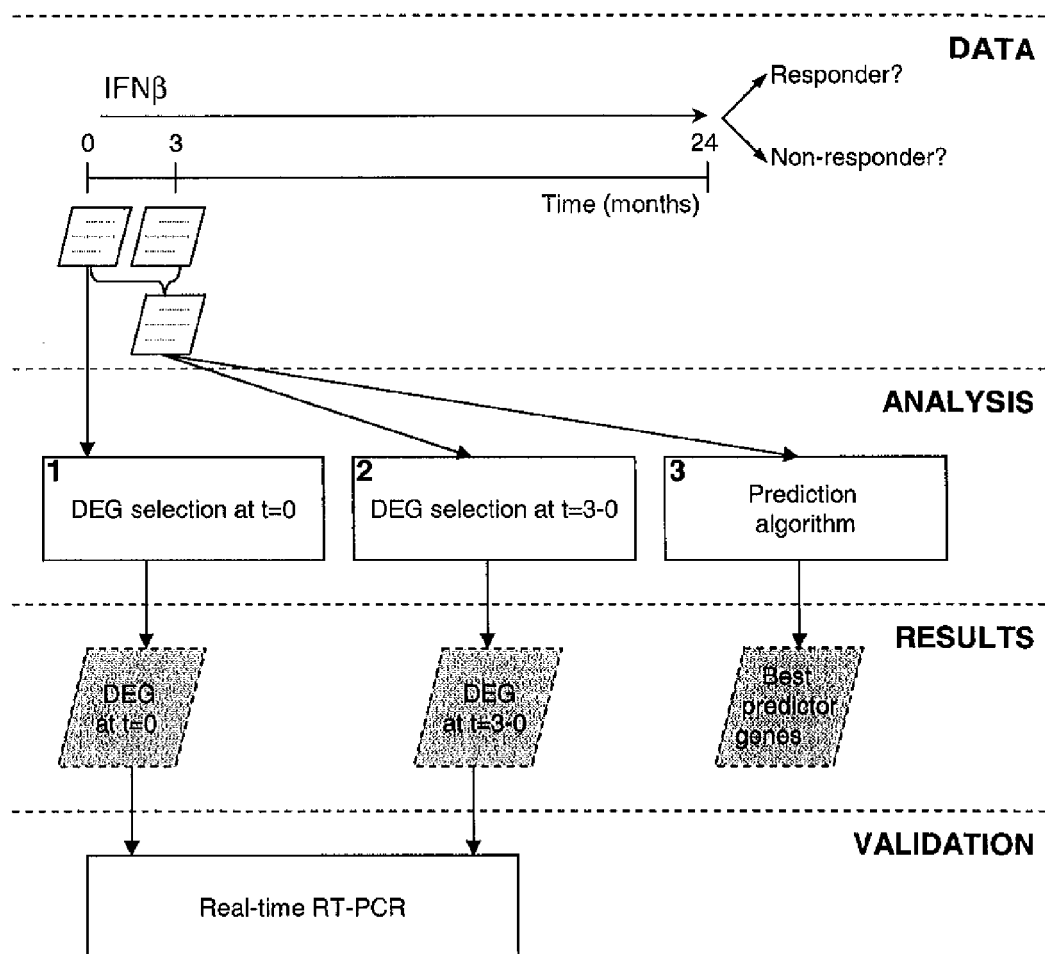 DATA
IFNβ
Responder?
Non-responder?
0 3 24
Time (months)
ANALYSIS
1
DEG selection at t=0
2
DEG selection at t=3-0
3
Prediction
algorithm
RESULTS
DEG
at t=0
DEG
at t=3-0
Best
predictor
genes
VALIDATION
Real-time RT-PCR